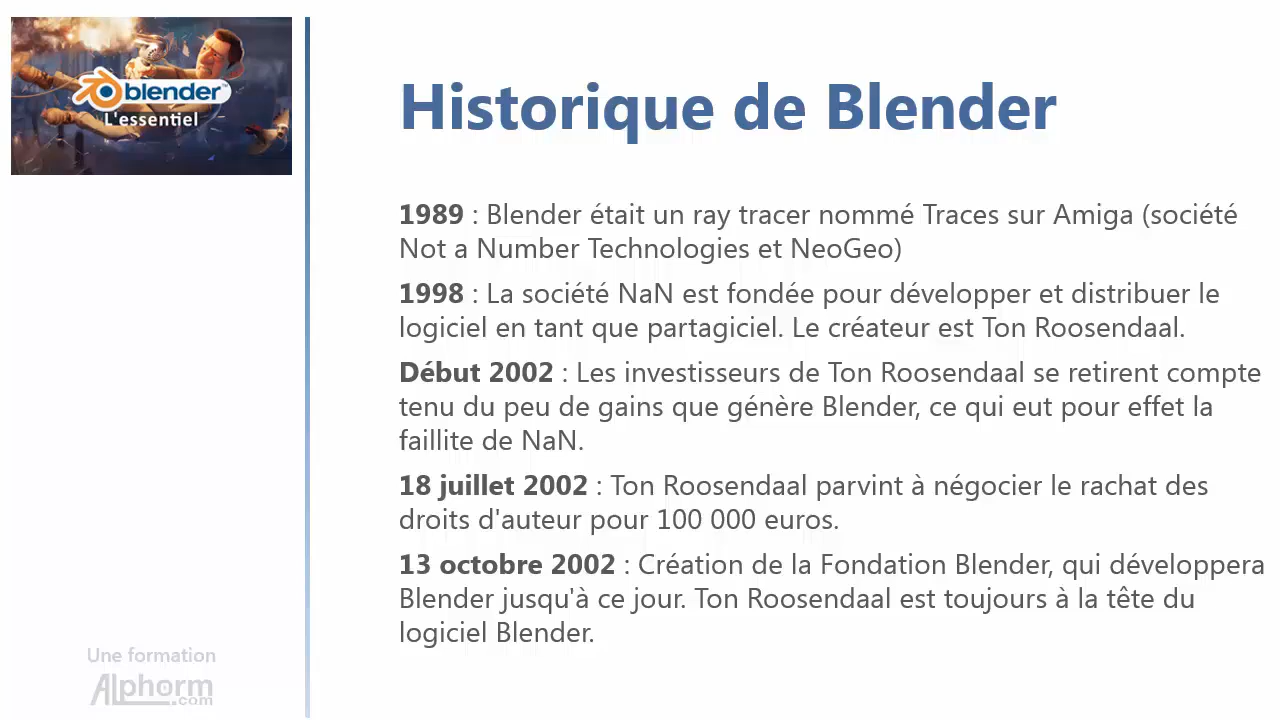 blender™
L'essentiel
Historique de Blender
1989 : Blender était un ray tracer nommé Traces sur Amiga (société
Not a Number Technologies et NeoGeo)
1998 : La société NaN est fondée pour développer et distribuer le
logiciel en tant que partagiciel. Le créateur est Ton Roosendaal.
Début 2002 : Les investisseurs de Ton Roosendaal se retirent compte
tenu du peu de gains que génère Blender, ce qui eut pour effet la
faillite de NaN.
18 juillet 2002 : Ton Roosendaal parvint à négocier le rachat des
droits d'auteur pour 100 000 euros.
13 octobre 2002 : Création de la Fondation Blender, qui développera
Blender jusqu'à ce jour. Ton Roosendaal est toujours à la tête du
logiciel Blender.
Une formation
Alphorm
.com